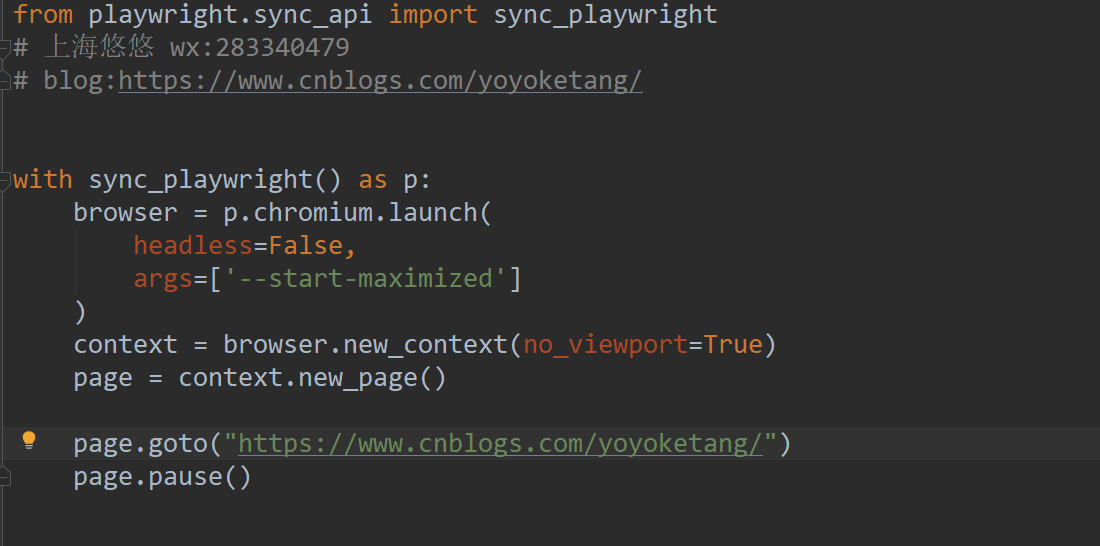 from playwright.sync_api import sync_playwright
# 上海悠悠 wx:283340479
# blog:https://www.cnblogs.com/yoyoketang/
with sync_playwright() as p:
    browser = p.chromium.launch(
        headless=False,
        args=['--start-maximized']
    )
    context = browser.new_context(no_viewport=True)
    page = context.new_page()
    page.goto("https://www.cnblogs.com/yoyoketang/")
    page.pause()